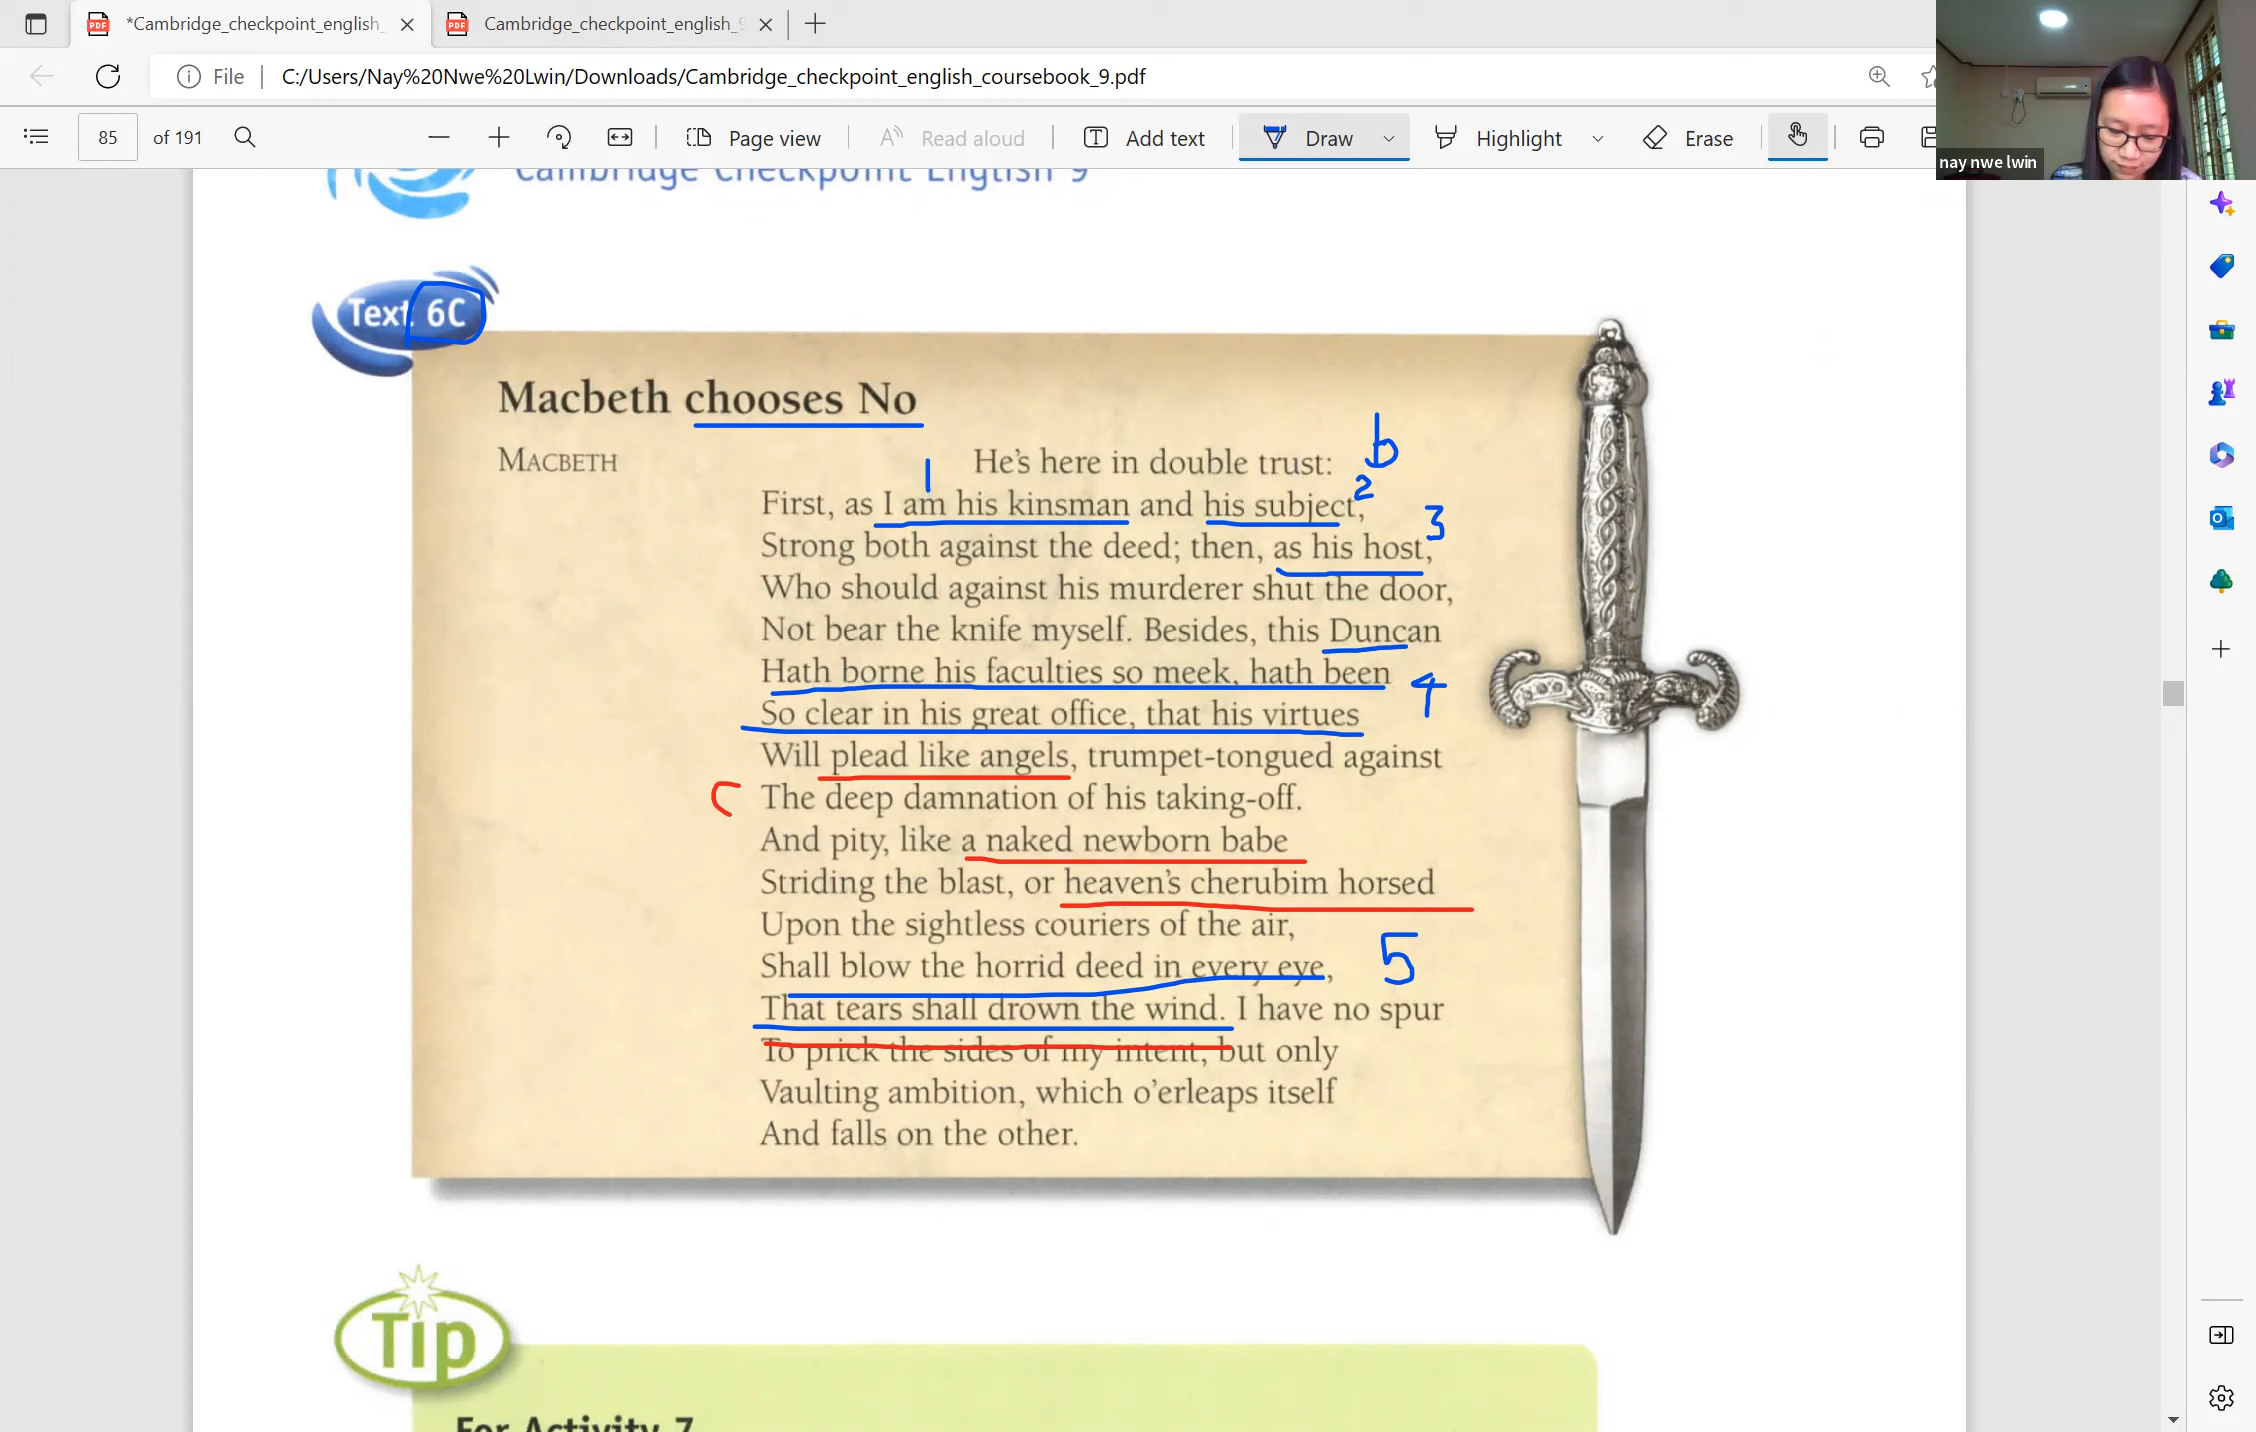 *Cambridge_checkpoint_english_
Cambridge_checkpoint_english_9
File
C:/Users/Nay%20Nwe%20Lwin/Downloads/Cambridge_checkpoint_english_coursebook_9.pdf
85 of 191
Page view
Read aloud
Add text
Draw
Highlight
Erase
nay nwe lwin
Cambridge Checkpoint English 9
Text 6C
Macbeth chooses No
MACBETH
He's here in double trust:
b
1
First, as I am his kinsman and his subject,
2
3
Strong both against the deed; then, as his host,
Who should against his murderer shut the door,
Not bear the knife myself. Besides, this Duncan
Hath borne his faculties so meek, hath been
4
So clear in his great office, that his virtues
Will plead like angels, trumpet-tongued against
c
The deep damnation of his taking-off.
And pity, like a naked newborn babe
Striding the blast, or heaven's cherubim horsed
Upon the sightless couriers of the air,
Shall blow the horrid deed in every eye,
5
That tears shall drown the wind. I have no spur
To prick the sides of my intent, but only
Vaulting ambition, which o'erleaps itself
And falls on the other.
Tip
For Activity 7